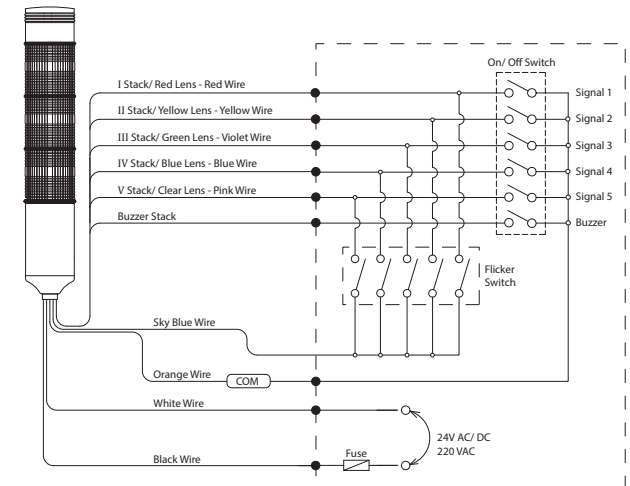 On/ Off Switch
I Stack/ Red Lens - Red Wire
Signal 1
II Stack/ Yellow Lens - Yellow Wire
Signal 2
III Stack/ Green Lens - Violet Wire
Signal 3
IV Stack/ Blue Lens - Blue Wire
Signal 4
V Stack/ Clear Lens - Pink Wire
Signal 5
Buzzer Stack
Buzzer
Flicker
Switch
Sky Blue Wire
Orange Wire
COM
White Wire
24V AC/ DC
220 VAC
Black Wire
Fuse